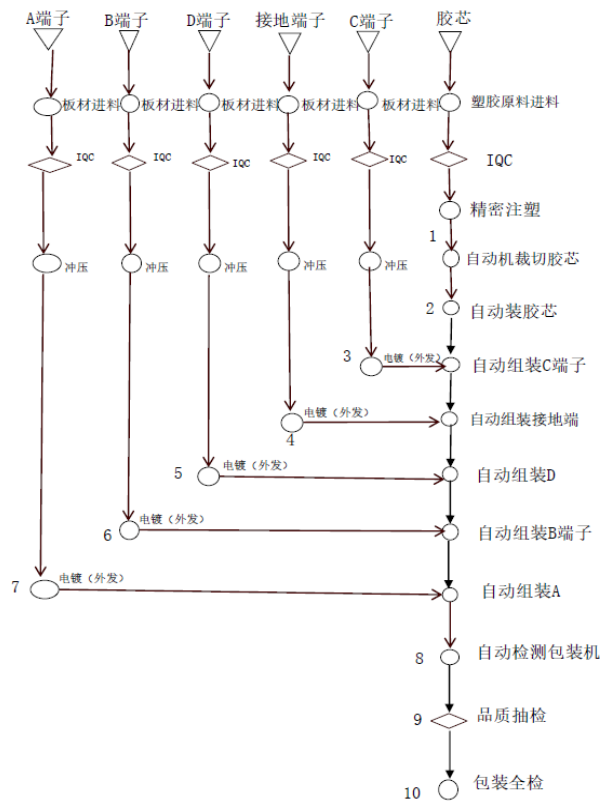 A端子 B端子 D端子 接地端子 C端子 胶芯
板材进料 板材进料 板材进料 板材进料 板材进料 塑胶原料进料
IQC IQC IQC IQC IQC IQC
精密注塑
1
自动机裁切胶芯
冲压 冲压 冲压 冲压 冲压
2 自动装胶芯
3 电镀（外发） 自动组装C端子
4 电镀（外发） 自动组装接地端
5 电镀（外发） 自动组装D
6 电镀（外发） 自动组装B端子
7 电镀（外发） 自动组装A
8 自动检测包装机
9 品质抽检
10 包装全检